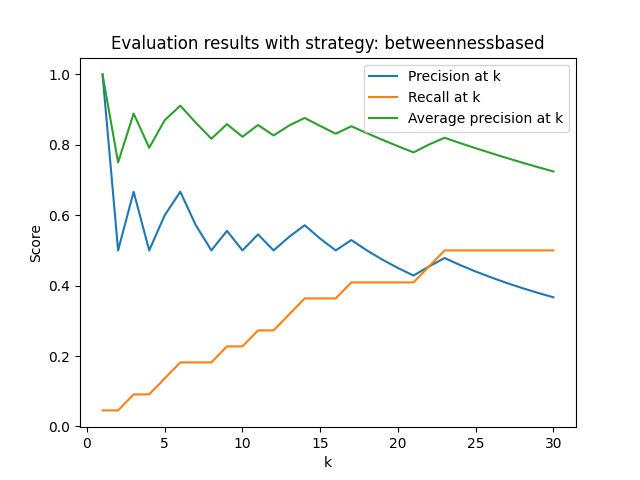 Evaluation results with strategy: betweennessbased
Precision at k
Recall at k
Average precision at k
Score
1.0
0.8
0.6
0.4
0.2
0.0
0 5 10 15 20 25 30
k